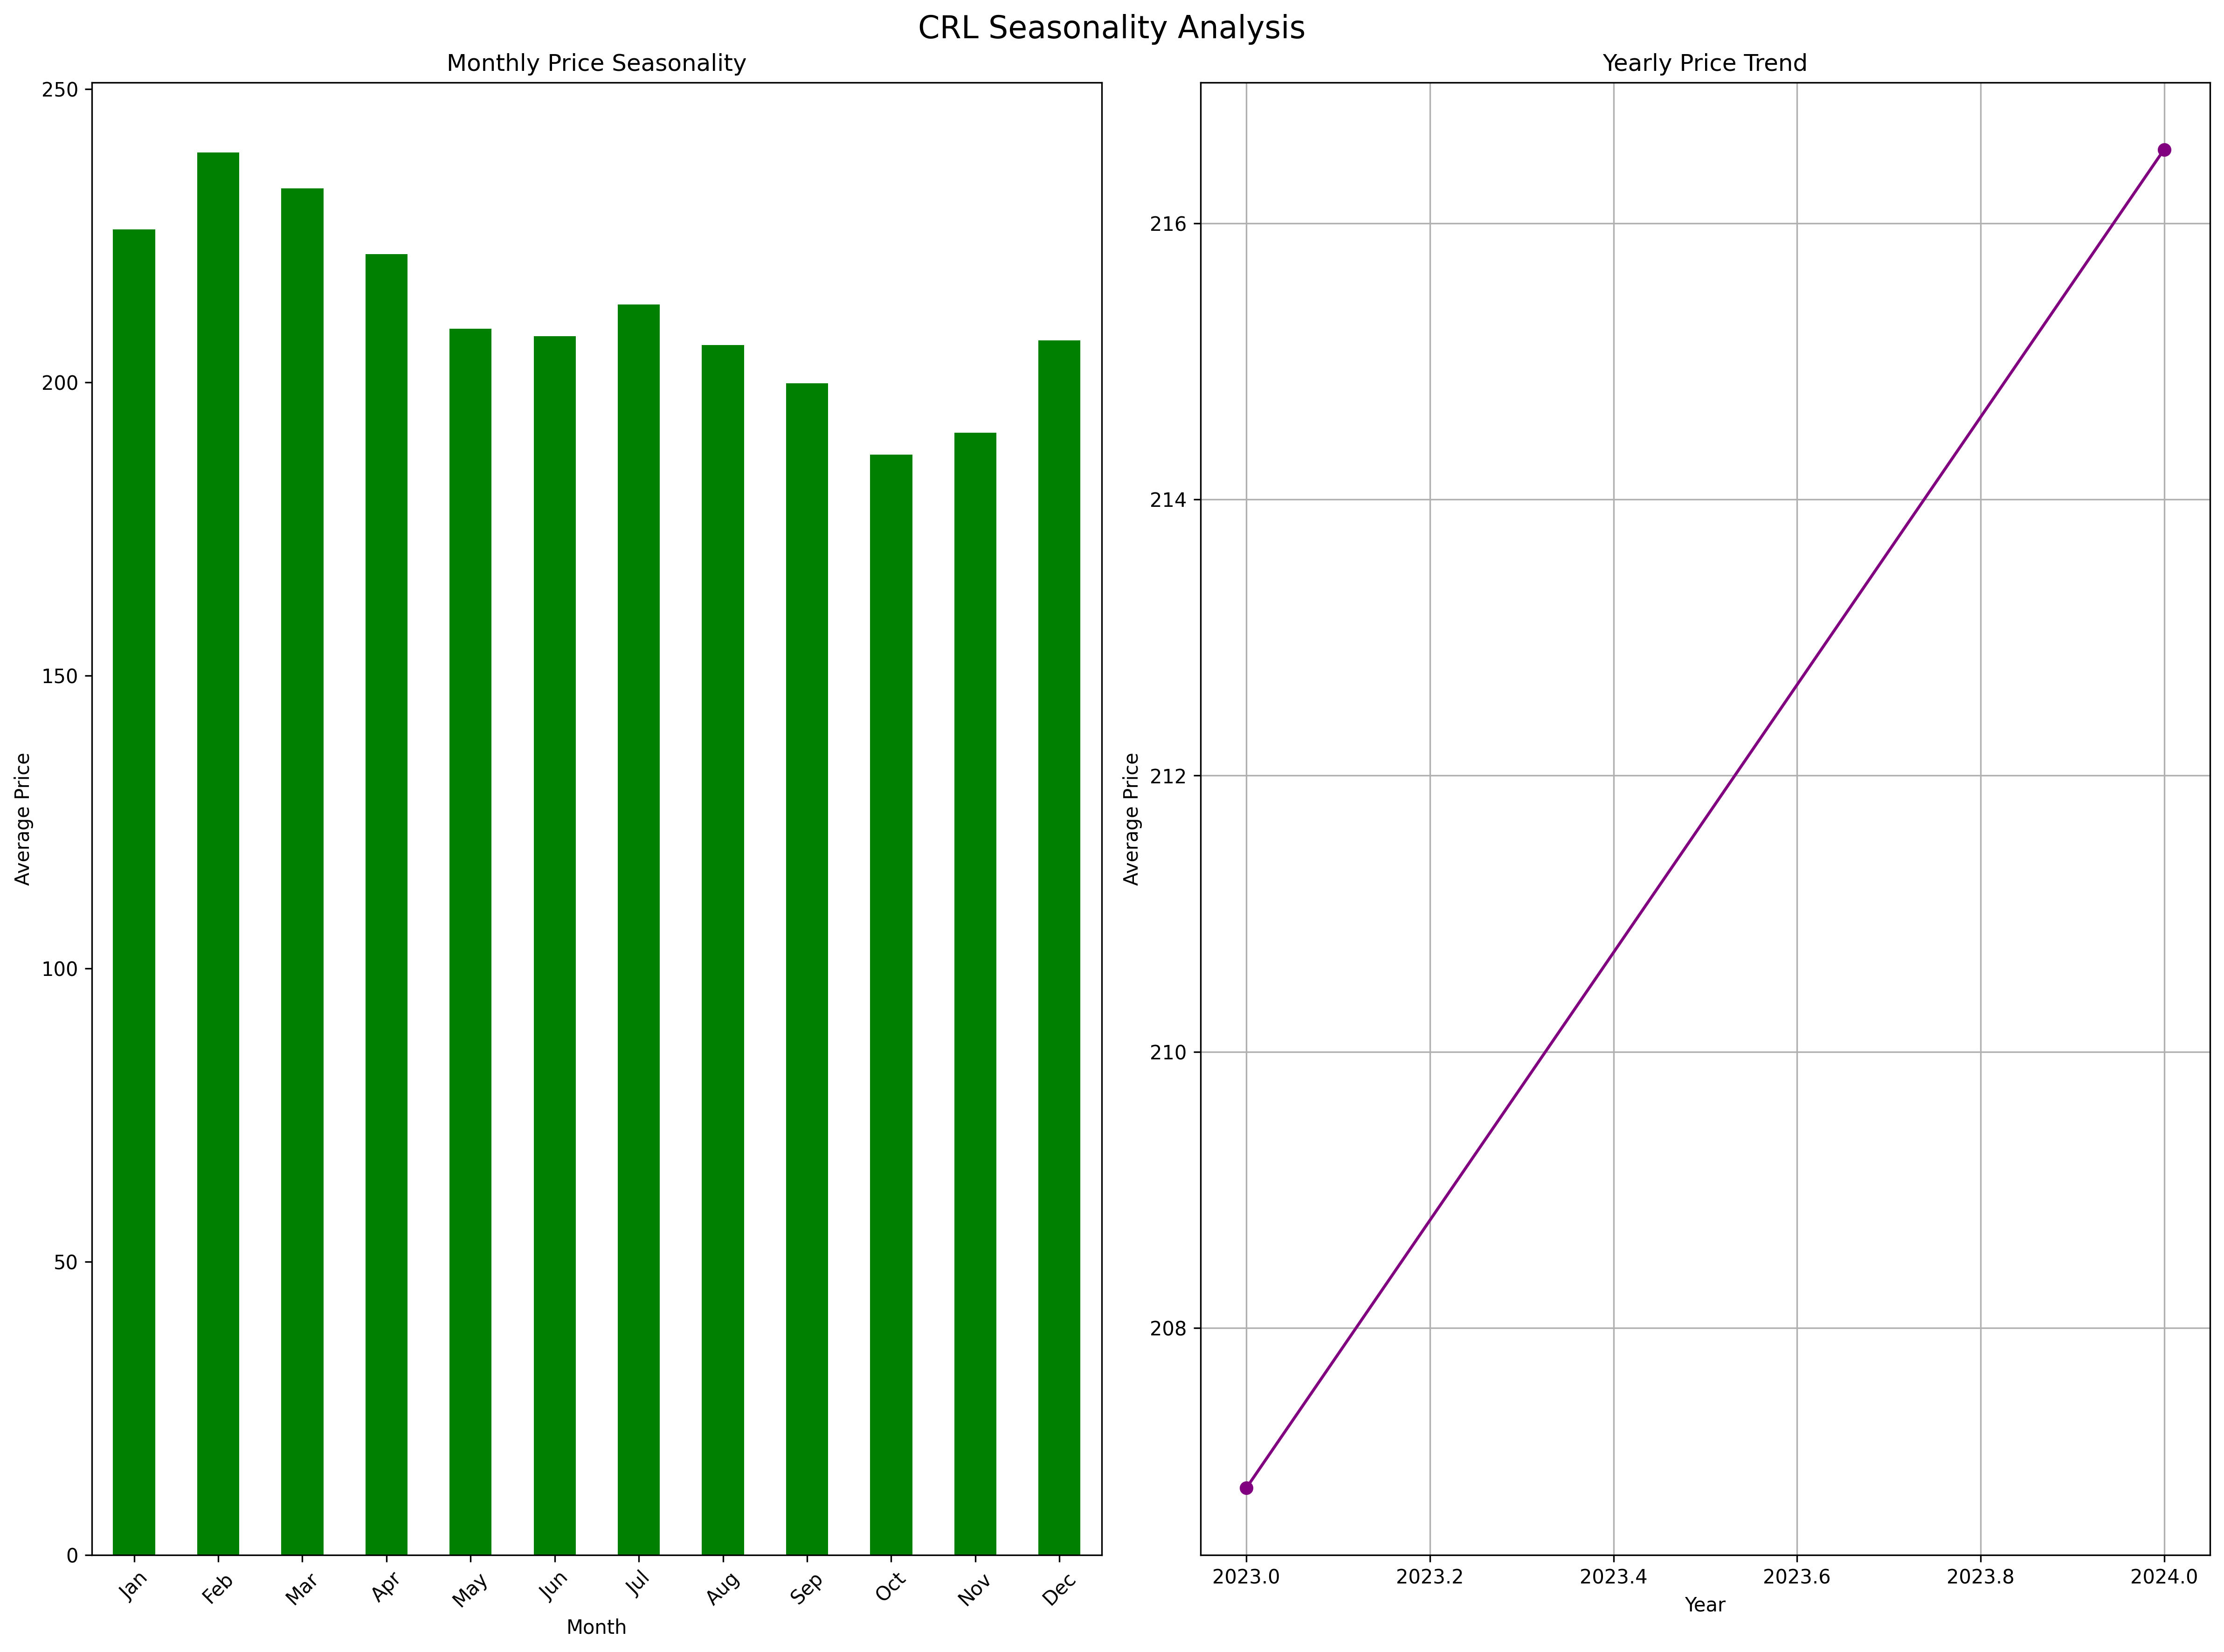 CRL Seasonality Analysis
Monthly Price Seasonality
Average Price
250
200
150
100
50
0
Jan Feb Mar Apr May Jun Jul Aug Sep Oct Nov Dec
Month
Yearly Price Trend
Average Price
216
214
212
210
208
2023.0 2023.2 2023.4 2023.6 2023.8 2024.0
Year